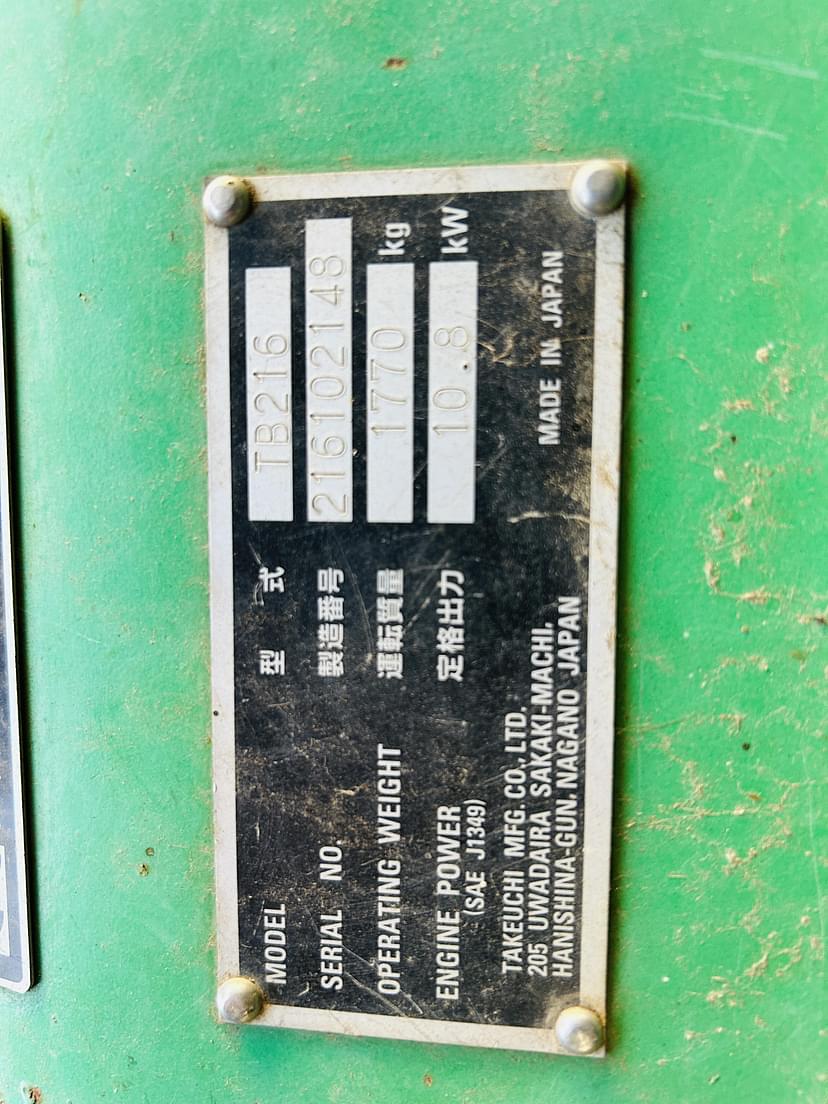 MODEL 型 式 TB216
SERIAL NO. 製造番号 216102148
OPERATING WEIGHT 運転質量 1770 kg
ENGINE POWER 定格出力 10.8 kW
(SAE J1349)
TAKEUCHI MFG. CO., LTD.
205 UWADAIRA SAKAKI-MACHI,
HANISHINA-GUN. NAGANO JAPAN
MADE IN JAPAN